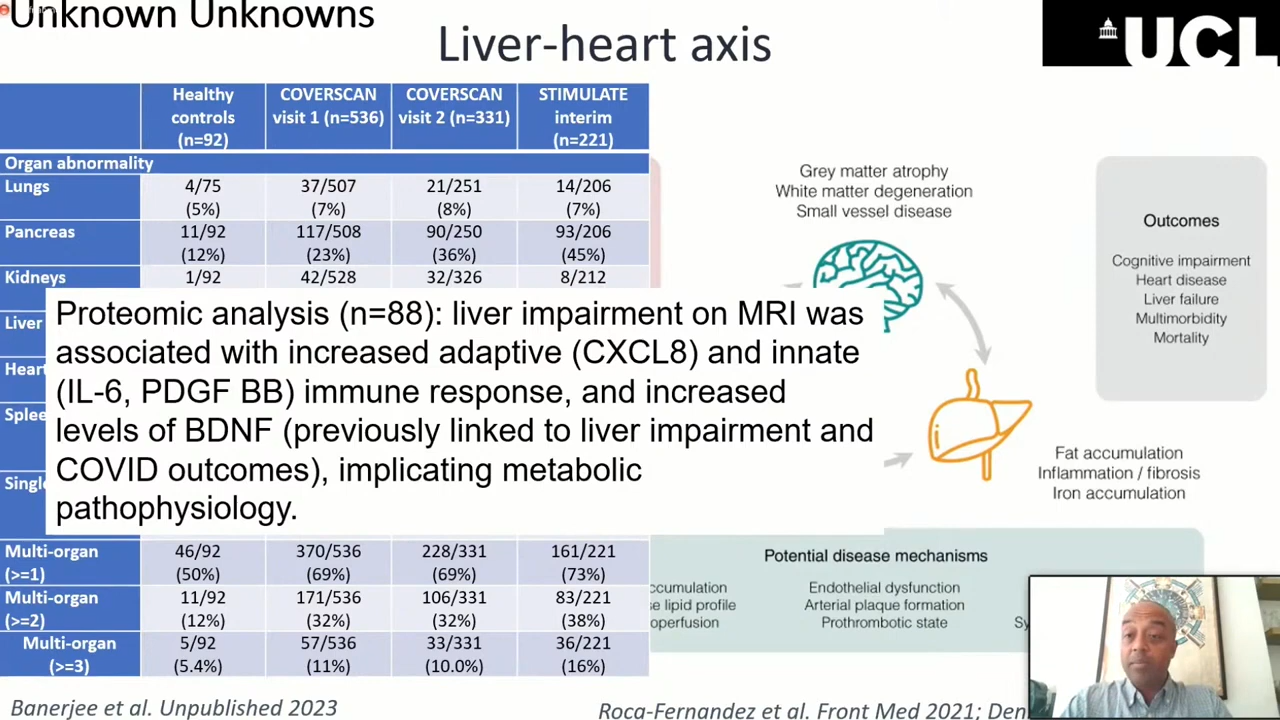 Unknown Unknowns
Liver-heart axis
UCL
Healthy controls (n=92) COVERSCAN visit 1 (n=536) COVERSCAN visit 2 (n=331) STIMULATE interim (n=221)
Organ abnormality
Lungs 4/75 (5%) 37/507 (7%) 21/251 (8%) 14/206 (7%)
Pancreas 11/92 (12%) 117/508 (23%) 90/250 (36%) 93/206 (45%)
Kidneys 1/92 42/528 32/326 8/212
Liver
Heart
Proteomic analysis (n=88): liver impairment on MRI was
associated with increased adaptive (CXCL8) and innate
(IL-6, PDGF BB) immune response, and increased
levels of BDNF (previously linked to liver impairment and
COVID outcomes), implicating metabolic
pathophysiology.
Multi-organ (>=1) 46/92 (50%) 370/536 (69%) 228/331 (69%) 161/221 (73%)
Multi-organ (>=2) 11/92 (12%) 171/536 (32%) 106/331 (32%) 83/221 (38%)
Multi-organ (>=3) 5/92 (5.4%) 57/536 (11%) 33/331 (10.0%) 36/221 (16%)
Grey matter atrophy
White matter degeneration
Small vessel disease
Outcomes
Cognitive impairment
Heart disease
Liver failure
Multimorbidity
Mortality
Fat accumulation
Inflammation / fibrosis
Iron accumulation
Potential disease mechanisms
lipid profile
Endothelial dysfunction
Arterial plaque formation
Prothrombotic state
Banerjee et al. Unpublished 2023
Roca-Fernandez et al. Front Med 2021;